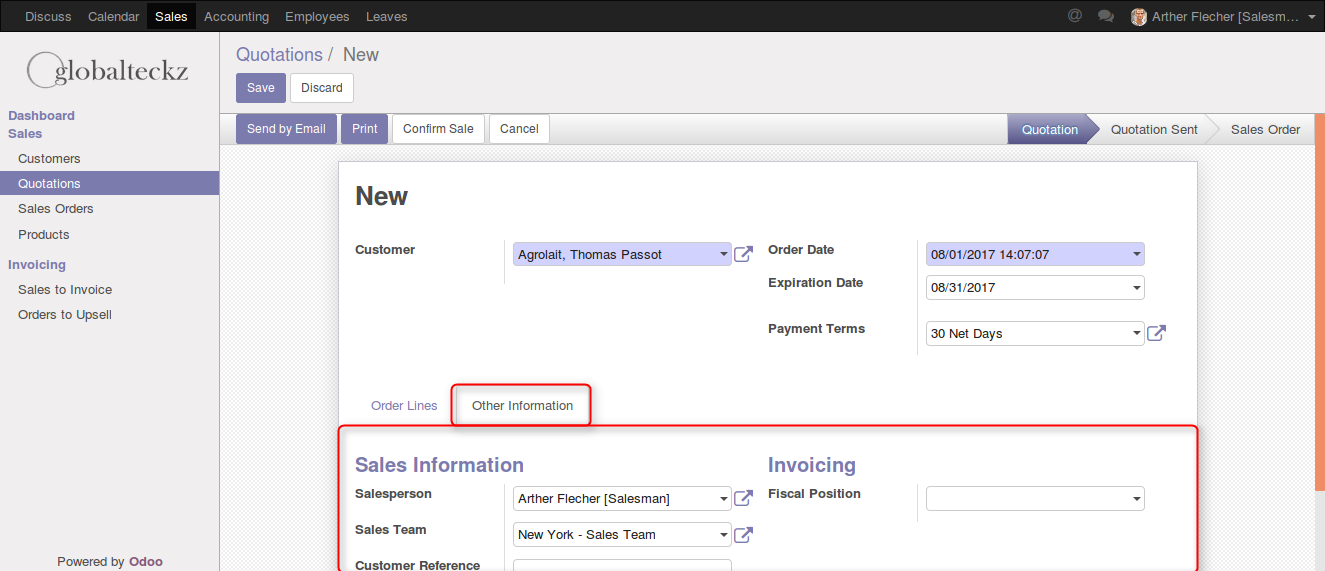 Discuss Calendar Sales Accounting Employees Leaves @ Arther Flecher [Salesm...
globalteckz
Dashboard
Sales
Customers
Quotations
Sales Orders
Products
Invoicing
Sales to Invoice
Orders to Upsell
Powered by Odoo
Quotations / New
Save Discard
Send by Email Print Confirm Sale Cancel Quotation Quotation Sent Sales Order
New
Customer Agrolait, Thomas Passot
Order Date 08/01/2017 14:07:07
Expiration Date 08/31/2017
Payment Terms 30 Net Days
Order Lines Other Information
Sales Information
Salesperson Arther Flecher [Salesman]
Sales Team New York - Sales Team
Customer Reference
Invoicing
Fiscal Position